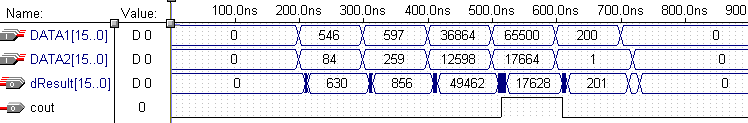 Name: Value: 100.0ns 200.0ns 300.0ns 400.0ns 500.0ns 600.0ns 700.0ns 800.0ns 900
DATA1[15..0] D 0 0 546 597 36864 65500 200 0
DATA2[15..0] D 0 0 84 259 12598 17664 1 0
dResult[15..0] D 0 0 630 856 49462 17628 201 0
cout 0